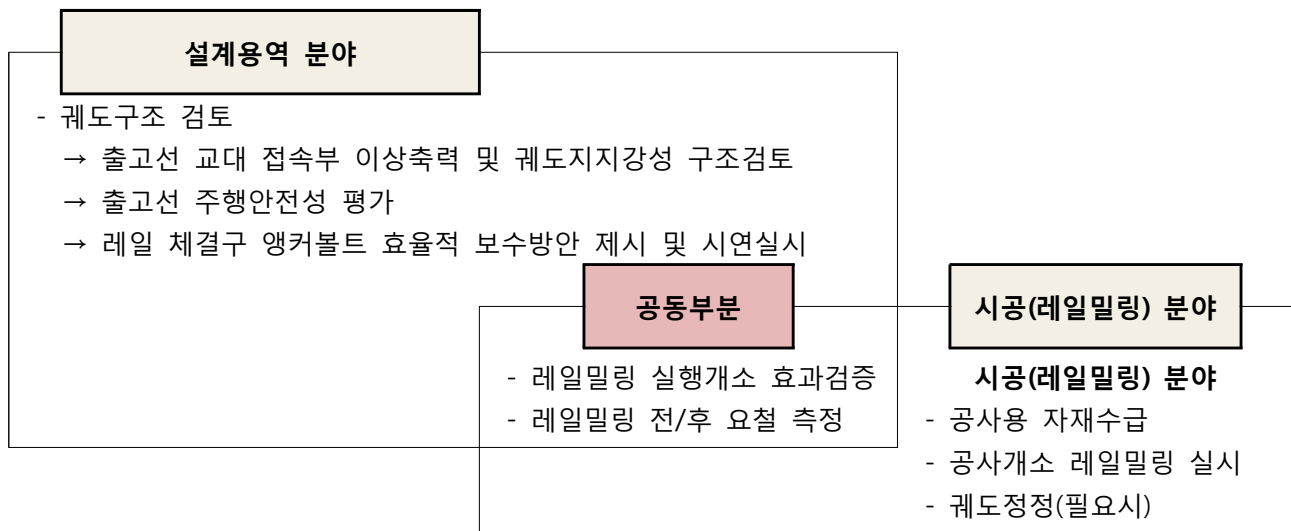 설계용역 분야
- 궤도구조 검토
→ 출고선 교대 접속부 이상축력 및 궤도지지강성 구조검토
→ 출고선 주행안전성 평가
→ 레일 체결구 앵커볼트 효율적 보수방안 제시 및 시연실시
공동부분
- 레일밀링 실행개소 효과검증
- 레일밀링 전/후 요철 측정
시공(레일밀링) 분야
시공(레일밀링) 분야
- 공사용 자재수급
- 공사개소 레일밀링 실시
- 궤도정정(필요시)